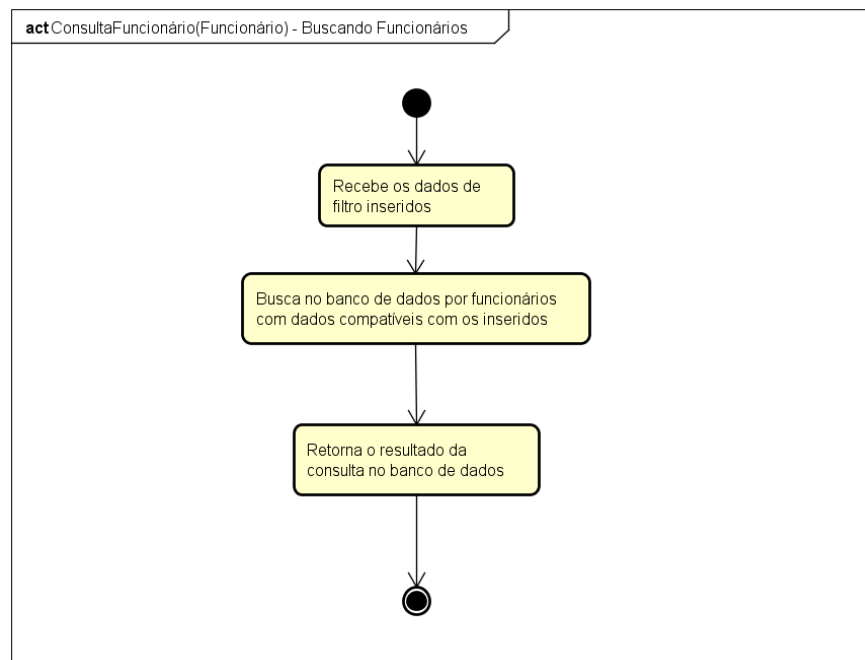 act ConsultaFuncionário(Funcionário) - Buscando Funcionários
Recebe os dados de
filtro inseridos
Busca no banco de dados por funcionários
com dados compatíveis com os inseridos
Retorna o resultado da
consulta no banco de dados